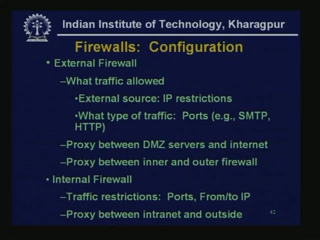 Indian Institute of Technology, Kharagpur
Firewalls: Configuration
• External Firewall
–What traffic allowed
•External source: IP restrictions
•What type of traffic: Ports (e.g., SMTP,
HTTP)
–Proxy between DMZ servers and internet
–Proxy between inner and outer firewall
• Internal Firewall
–Traffic restrictions: Ports, From/to IP
–Proxy between intranet and outside
42